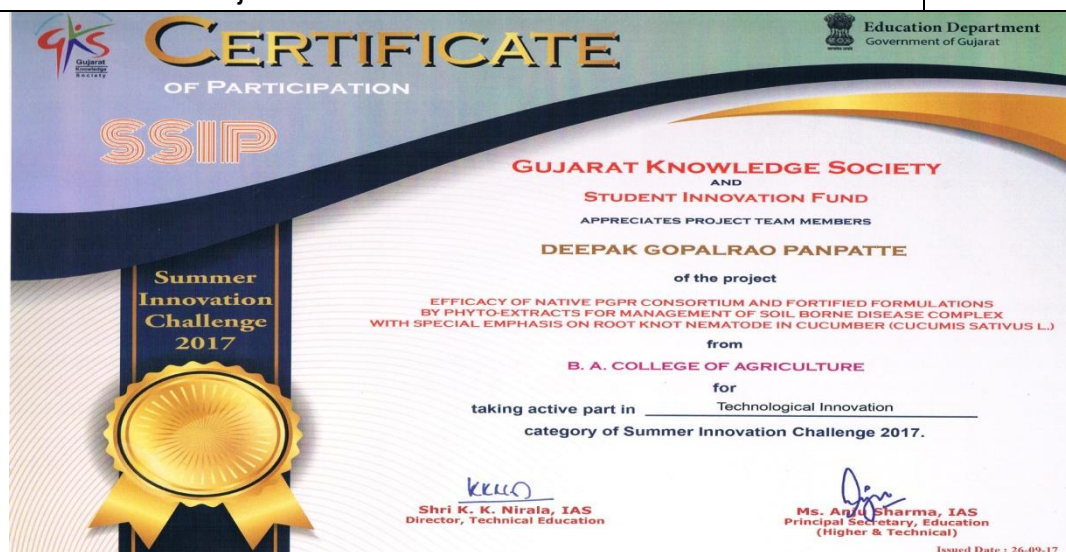 GKS
Gujarat
Knowledge
Society
CERTIFICATE
OF PARTICIPATION
Education Department
Government of Gujarat
SSIP
GUJARAT KNOWLEDGE SOCIETY
AND
STUDENT INNOVATION FUND
APPRECIATES PROJECT TEAM MEMBERS
DEEPAK GOPALRAO PANPATTE
of the project
EFFICACY OF NATIVE PGPR CONSORTIUM AND FORTIFIED FORMULATIONS
BY PHYTO-EXTRACTS FOR MANAGEMENT OF SOIL BORNE DISEASE COMPLEX
WITH SPECIAL EMPHASIS ON ROOT KNOT NEMATODE IN CUCUMBER (CUCUMIS SATIVUS L.)
from
B. A. COLLEGE OF AGRICULTURE
for
taking active part in Technological Innovation
category of Summer Innovation Challenge 2017.
Summer
Innovation
Challenge
2017
Shri K. K. Nirala, IAS
Director, Technical Education
Ms. Anju Sharma, IAS
Principal Secretary, Education
(Higher & Technical)
Issued Date : 26-09-17